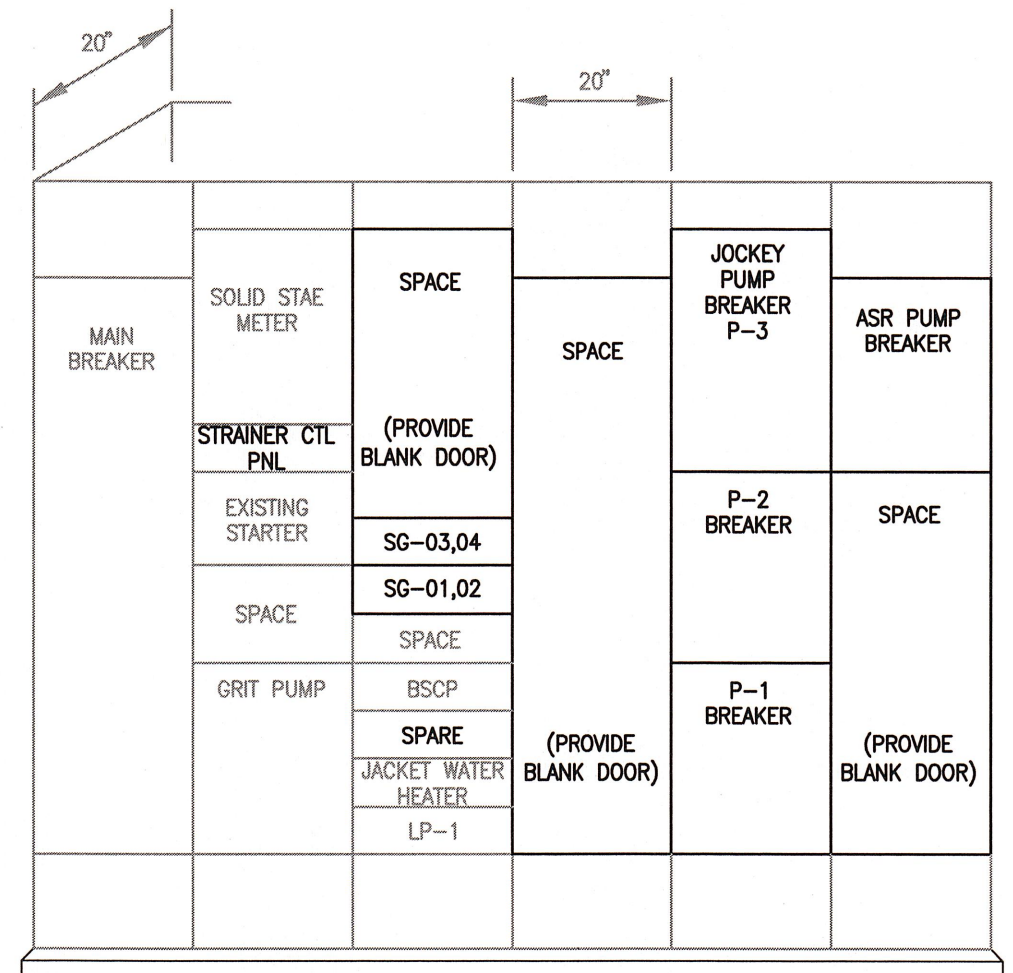 20"
20"
MAIN
BREAKER
SOLID STAE
METER
STRAINER CTL
PNL
EXISTING
STARTER
SPACE
GRIT PUMP
SPACE
(PROVIDE
BLANK DOOR)
SG-03,04
SG-01,02
SPACE
BSCP
SPARE
JACKET WATER
HEATER
LP-1
SPACE
(PROVIDE
BLANK DOOR)
JOCKEY
PUMP
BREAKER
P-3
P-2
BREAKER
P-1
BREAKER
ASR PUMP
BREAKER
SPACE
(PROVIDE
BLANK DOOR)